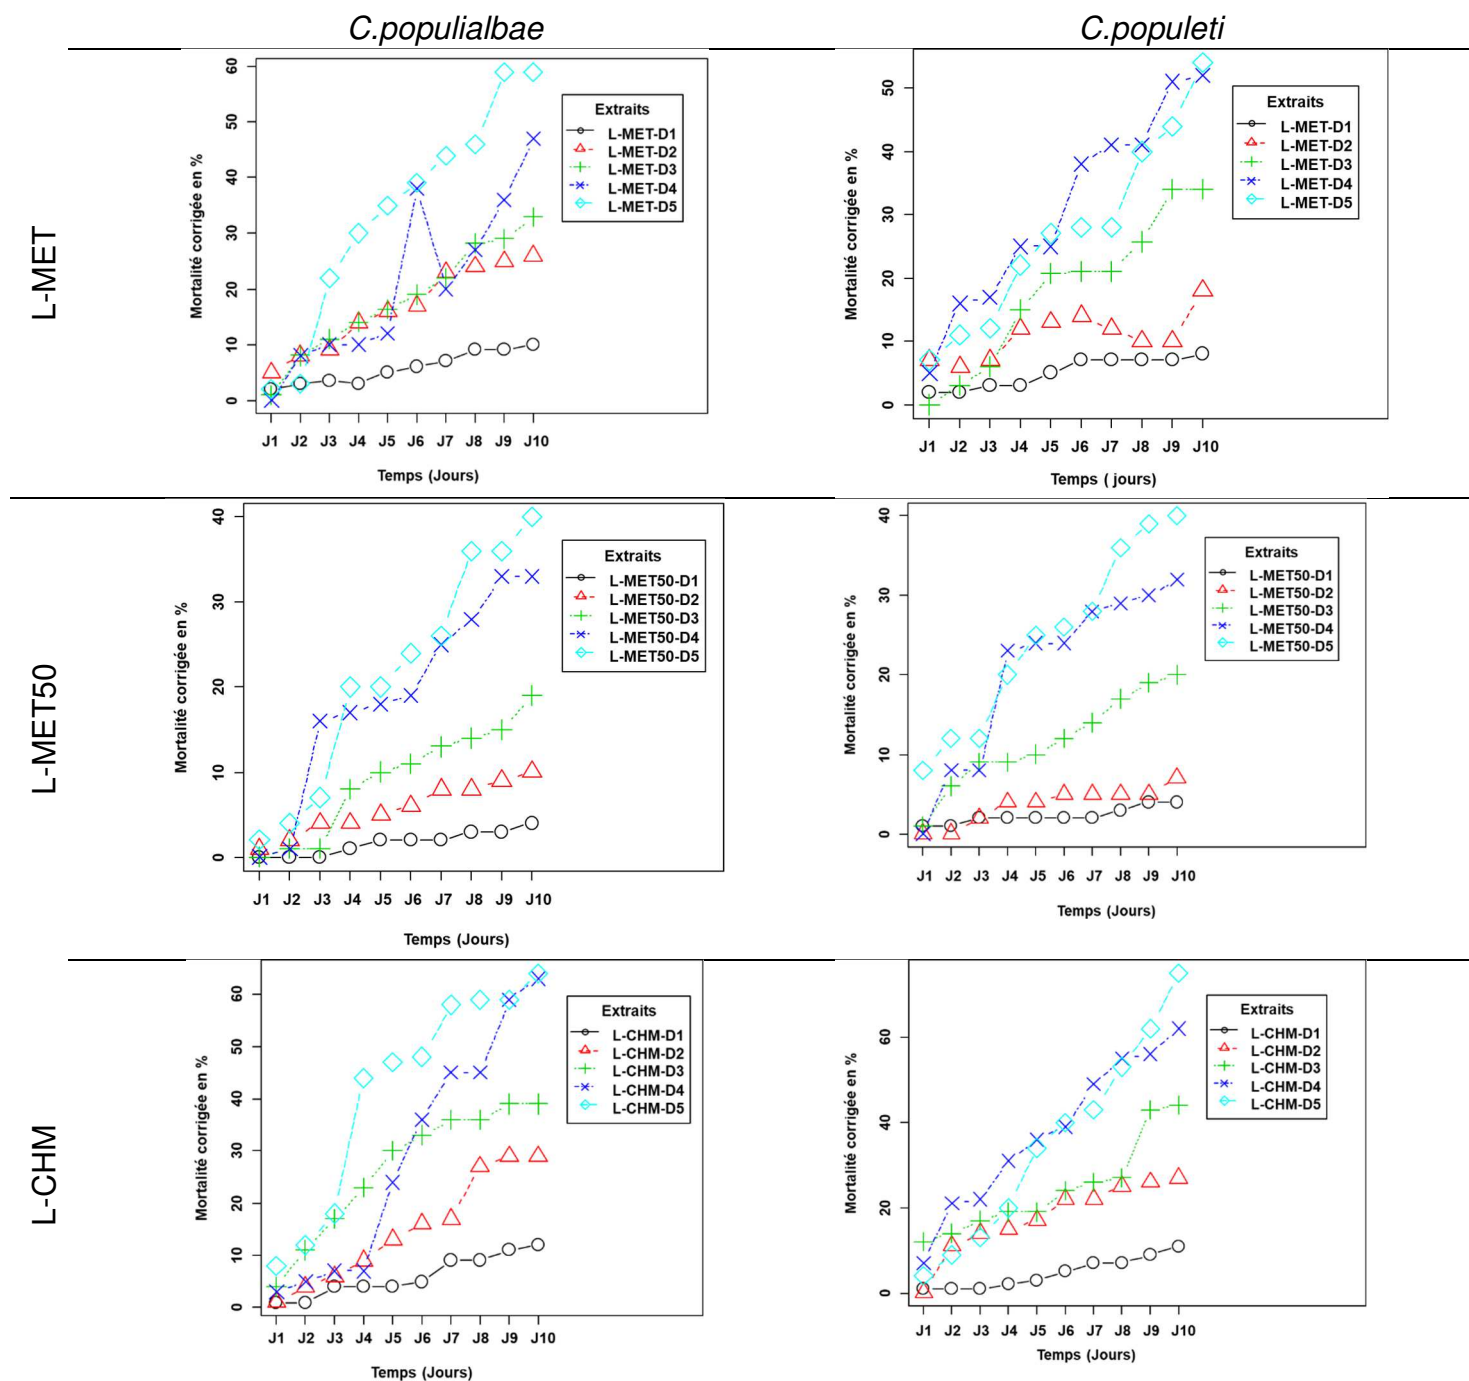 C.populialbae
C.populeti
L-MET
Mortalité corrigée en %
60
50
40
30
20
10
0
J1 J2 J3 J4 J5 J6 J7 J8 J9 J10
Temps (Jours)
Extraits
L-MET-D1
L-MET-D2
L-MET-D3
L-MET-D4
L-MET-D5
Mortalité corrigée en %
50
40
30
20
10
0
J1 J2 J3 J4 J5 J6 J7 J8 J9 J10
Temps ( jours)
Extraits
L-MET-D1
L-MET-D2
L-MET-D3
L-MET-D4
L-MET-D5
L-MET50
Mortalité corrigée en %
40
30
20
10
0
J1 J2 J3 J4 J5 J6 J7 J8 J9 J10
Temps (Jours)
Extraits
L-MET50-D1
L-MET50-D2
L-MET50-D3
L-MET50-D4
L-MET50-D5
Mortalité corrigée en %
40
30
20
10
0
J1 J2 J3 J4 J5 J6 J7 J8 J9 J10
Temps (Jours)
Extraits
L-MET50-D1
L-MET50-D2
L-MET50-D3
L-MET50-D4
L-MET50-D5
L-CHM
Mortalité corrigée en %
60
50
40
30
20
10
0
J1 J2 J3 J4 J5 J6 J7 J8 J9 J10
Temps (Jours)
Extraits
L-CHM-D1
L-CHM-D2
L-CHM-D3
L-CHM-D4
L-CHM-D5
Mortalité corrigée en %
60
40
20
0
J1 J2 J3 J4 J5 J6 J7 J8 J9 J10
Temps (Jours)
Extraits
L-CHM-D1
L-CHM-D2
L-CHM-D3
L-CHM-D4
L-CHM-D5